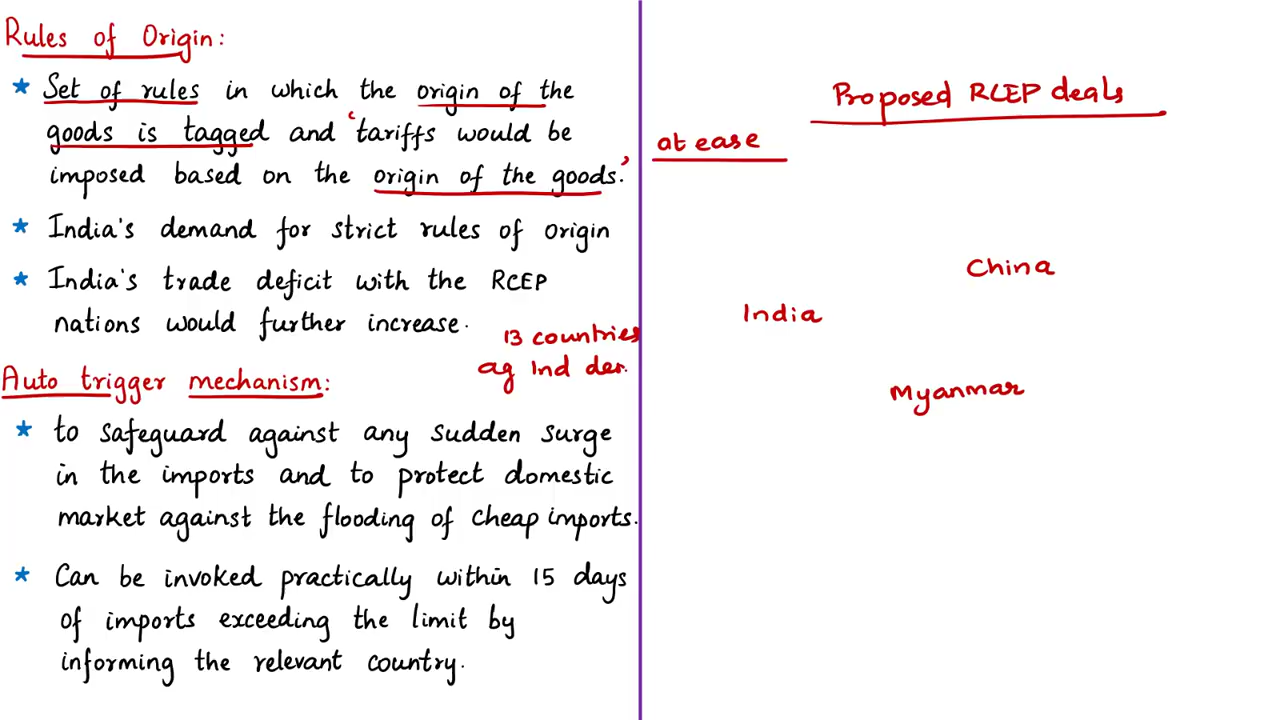 Rules of Origin:
* Set of rules in which the origin of the
goods is tagged and 'tariffs would be
imposed based on the origin of the goods.'
* India's demand for strict rules of origin
* India's trade deficit with the RCEP
nations would further increase.
13 countries
ag Ind der.
Auto trigger mechanism:
* to safeguard against any sudden surge
in the imports and to protect domestic
market against the flooding of cheap imports.
* Can be invoked practically within 15 days
of imports exceeding the limit by
informing the relevant country.
Proposed RCEP deals
at ease
China
India
Myanmar